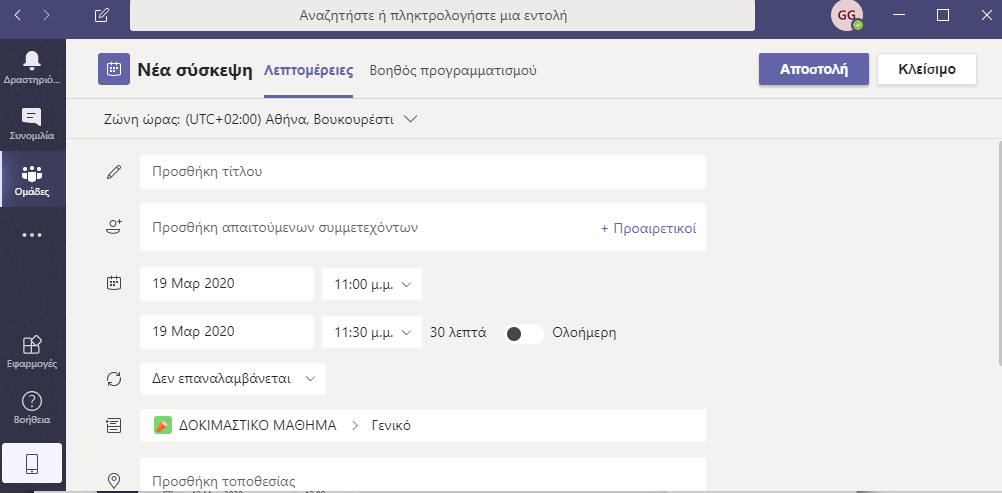 Αναζητήστε ή πληκτρολογήστε μια εντολή
GG
Νέα σύσκεψη Λεπτομέρειες Βοηθός προγραμματισμού Αποστολή Κλείσιμο
Δραστηριό...
Ζώνη ώρας: (UTC+02:00) Αθήνα, Βουκουρέστι
Συνομιλία
Προσθήκη τίτλου
Ομάδες
Προσθήκη απαιτούμενων συμμετεχόντων + Προαιρετικοί
19 Μαρ 2020 11:00 μ.μ.
19 Μαρ 2020 11:30 μ.μ. 30 λεπτά Ολοήμερη
Εφαρμογές
Δεν επαναλαμβάνεται
Βοήθεια
ΔΟΚΙΜΑΣΤΙΚΟ ΜΑΘΗΜΑ > Γενικό
Προσθήκη τοποθεσίας